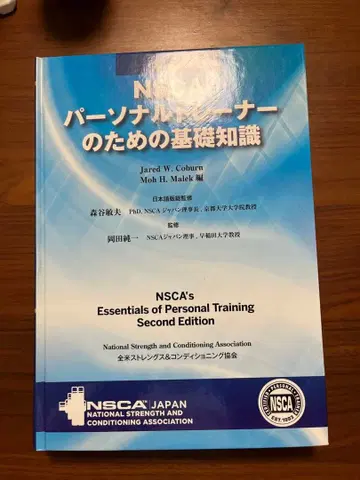 NSCA
パーソナルトレーナー
のための基礎知識
Jared W. Coburn
Moh H. Malek 編
日本語版総監修
森谷敏夫 PhD, NSCAジャパン理事長、京都大学大学院教授
監修
岡田純一 NSCAジャパン理事、早稲田大学教授
NSCA's
Essentials of Personal Training
Second Edition
National Strength and Conditioning Association
全米ストレングス&コンディショニング協会
NSCA JAPAN
NATIONAL STRENGTH AND
CONDITIONING ASSOCIATION
NSCA
EST. 1993